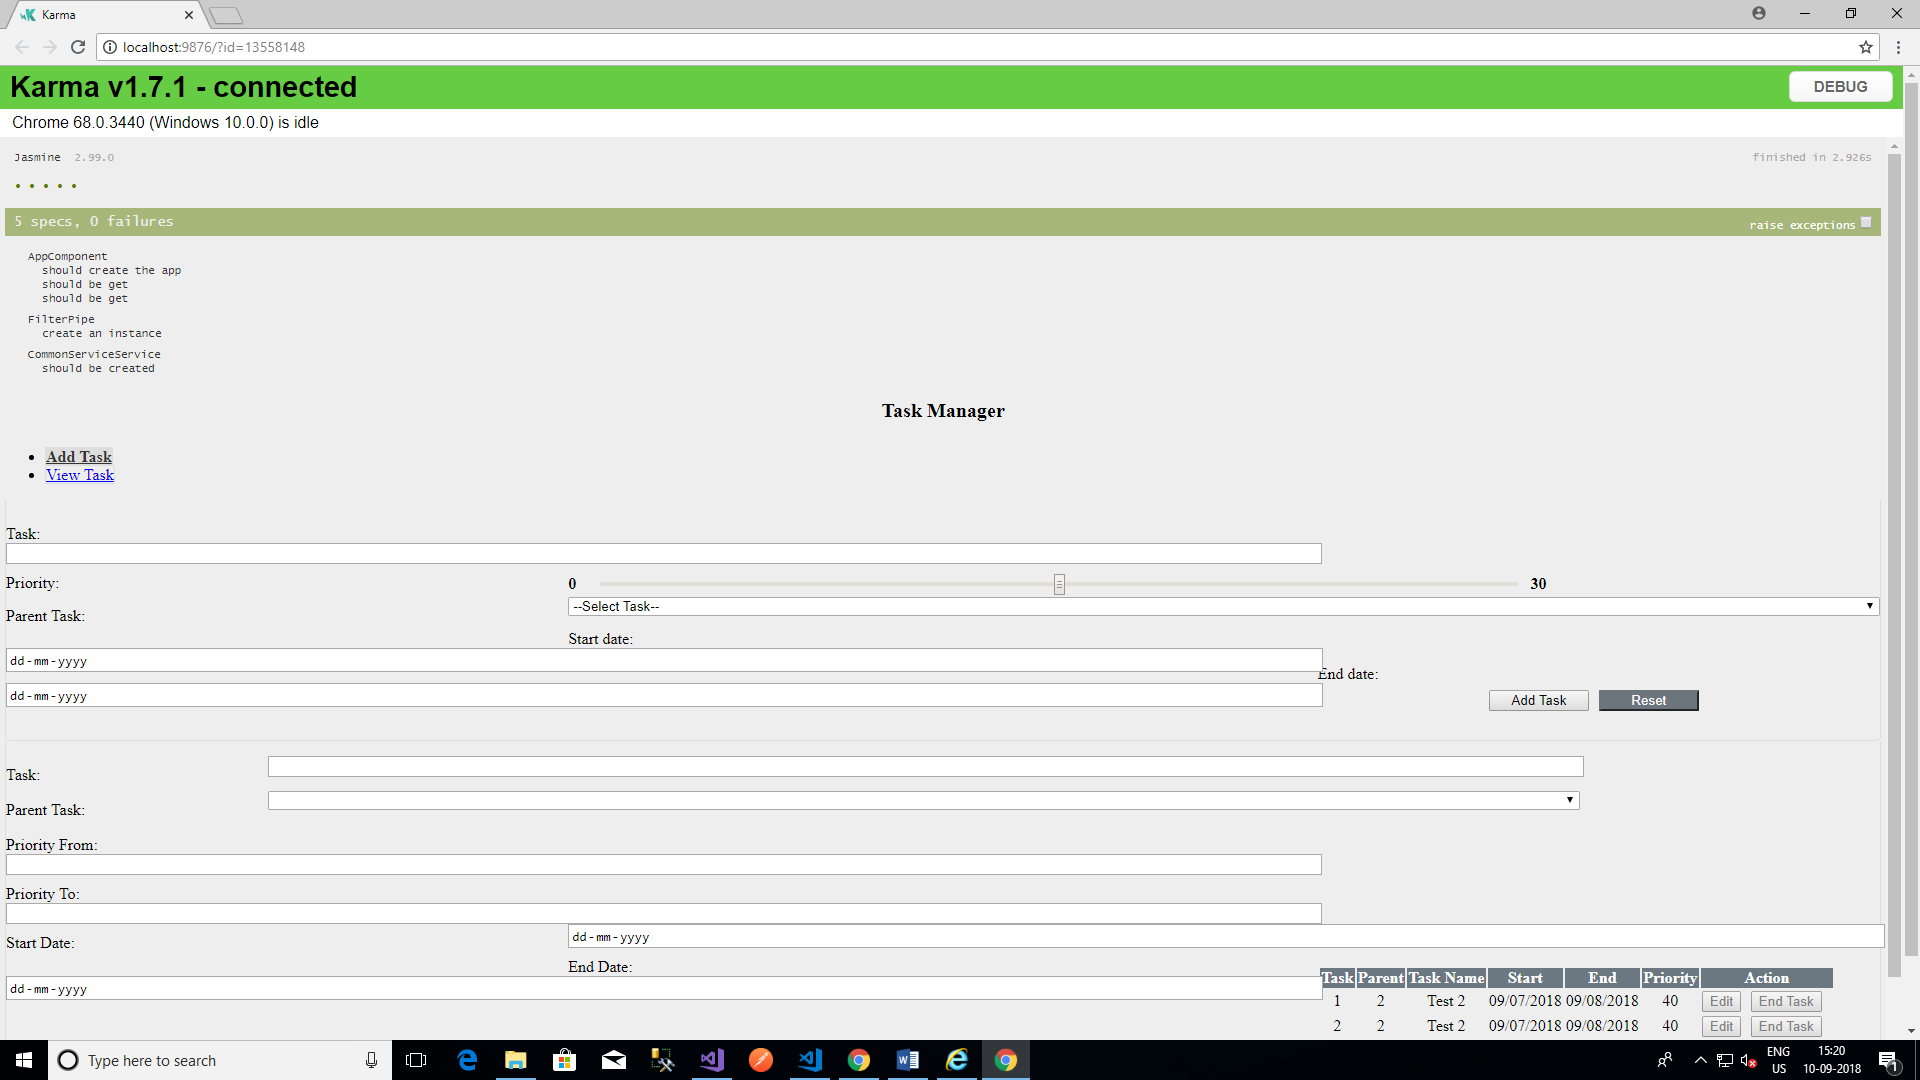 Karma
localhost:9876/?id=13558148
Karma v1.7.1 - connected
DEBUG
Chrome 68.0.3440 (Windows 10.0.0) is idle
Jasmine 2.99.0
finished in 2.926s
5 specs, 0 failures
raise exceptions
AppComponent
should create the app
should be get
should be get
FilterPipe
create an instance
CommonServiceService
should be created
Task Manager
Add Task
View Task
Task:
Priority:
0
30
Parent Task:
--Select Task--
Start date:
dd-mm-yyyy
End date:
dd-mm-yyyy
Add Task
Reset
Task:
Parent Task:
Priority From:
Priority To:
Start Date:
dd-mm-yyyy
End Date:
dd-mm-yyyy
Task Parent Task Name Start End Priority Action
1 2 Test 2 09/07/2018 09/08/2018 40 Edit End Task
2 2 Test 2 09/07/2018 09/08/2018 40 Edit End Task
Type here to search
ENG
US
15:20
10-09-2018
1